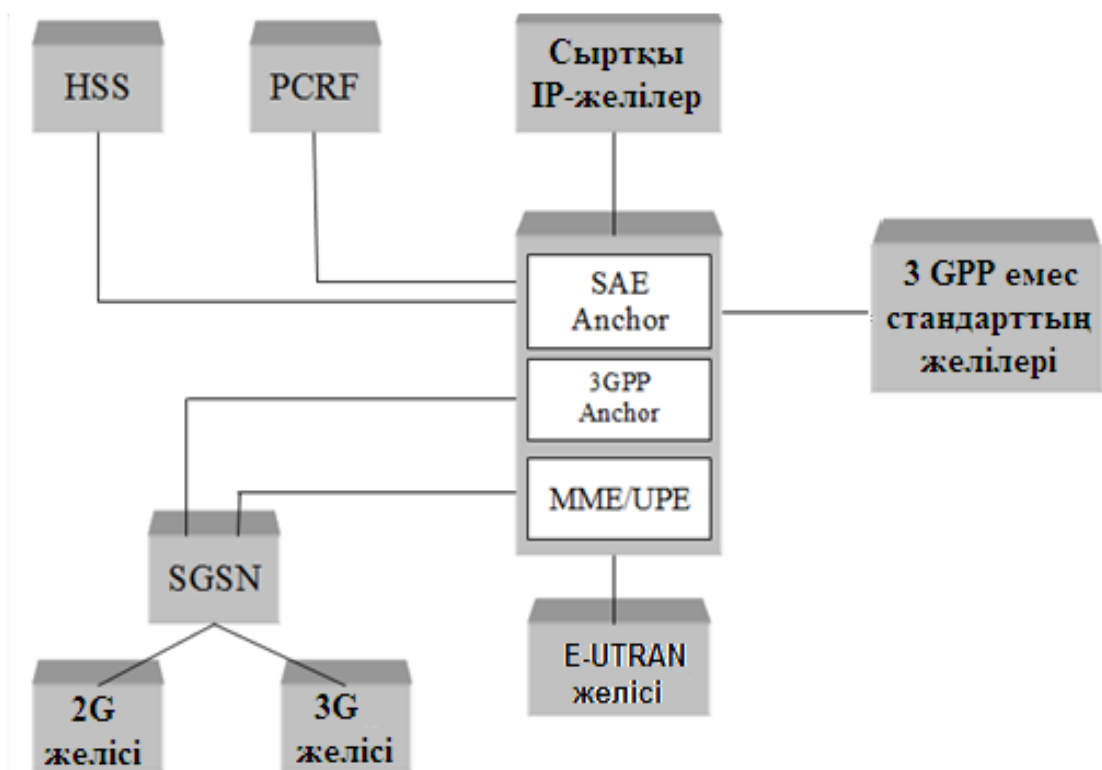 HSS
PCRF
Сыртқы
IP-желілер
SAE
Anchor
3GPP
Anchor
MME/UPE
3 GPP емес
стандарттың
желілері
SGSN
E-UTRAN
желісі
2G
желісі
3G
желісі